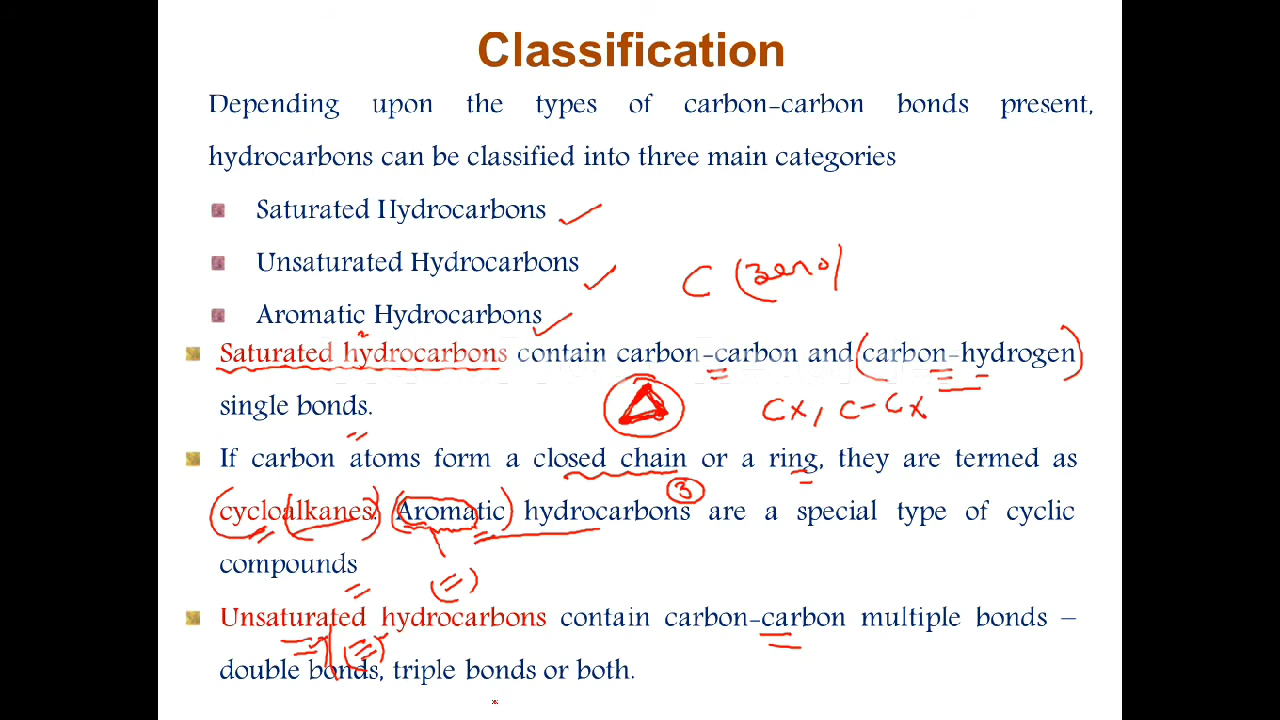 Classification
Depending upon the types of carbon-carbon bonds present,
hydrocarbons can be classified into three main categories
Saturated Hydrocarbons
Unsaturated Hydrocarbons
C (zero)
Aromatic Hydrocarbons
Saturated hydrocarbons contain carbon-carbon and carbon-hydrogen
single bonds.
If carbon atoms form a closed chain or a ring, they are termed as
3
cycloalkanes. Aromatic hydrocarbons are a special type of cyclic
compounds
Unsaturated hydrocarbons contain carbon-carbon multiple bonds –
double bonds, triple bonds or both.